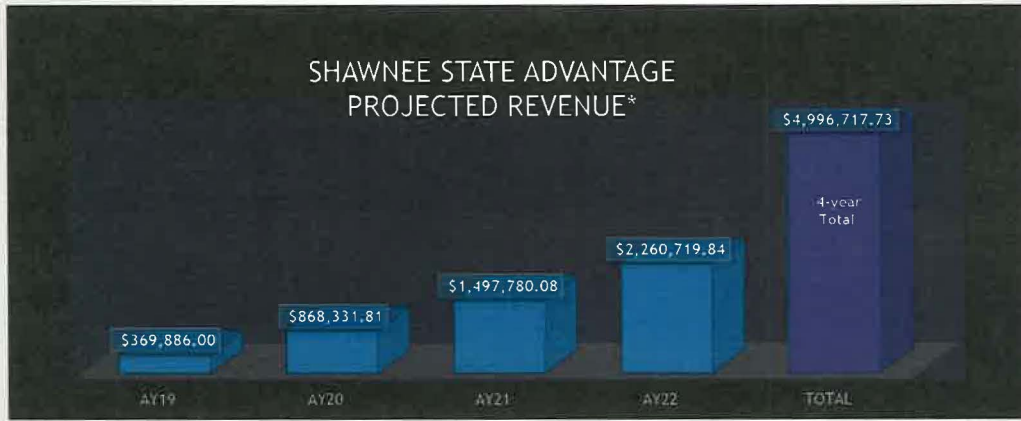 SHAWNEE STATE ADVANTAGE
PROJECTED REVENUE*
$4,996,717.73
4-year
Total
$2,260,719.84
$1,497,780.08
$868,331.81
$369,886.00
AY19 AY20 AY21 AY22 TOTAL